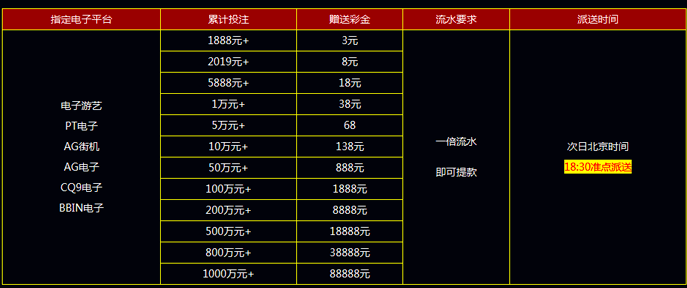 指定电子平台 累计投注 赠送彩金 流水要求 派送时间
1888元+ 3元
2019元+ 8元
5888元+ 18元
1万元+ 38元
5万元+ 68
10万元+ 138元
50万元+ 888元
100万元+ 1888元
200万元+ 8888元
500万元+ 18888元
800万元+ 38888元
1000万元+ 88888元
电子游艺
PT电子
AG街机
AG电子
CQ9电子
BBIN电子
一倍流水
即可提款
次日北京时间
18:30准点派送